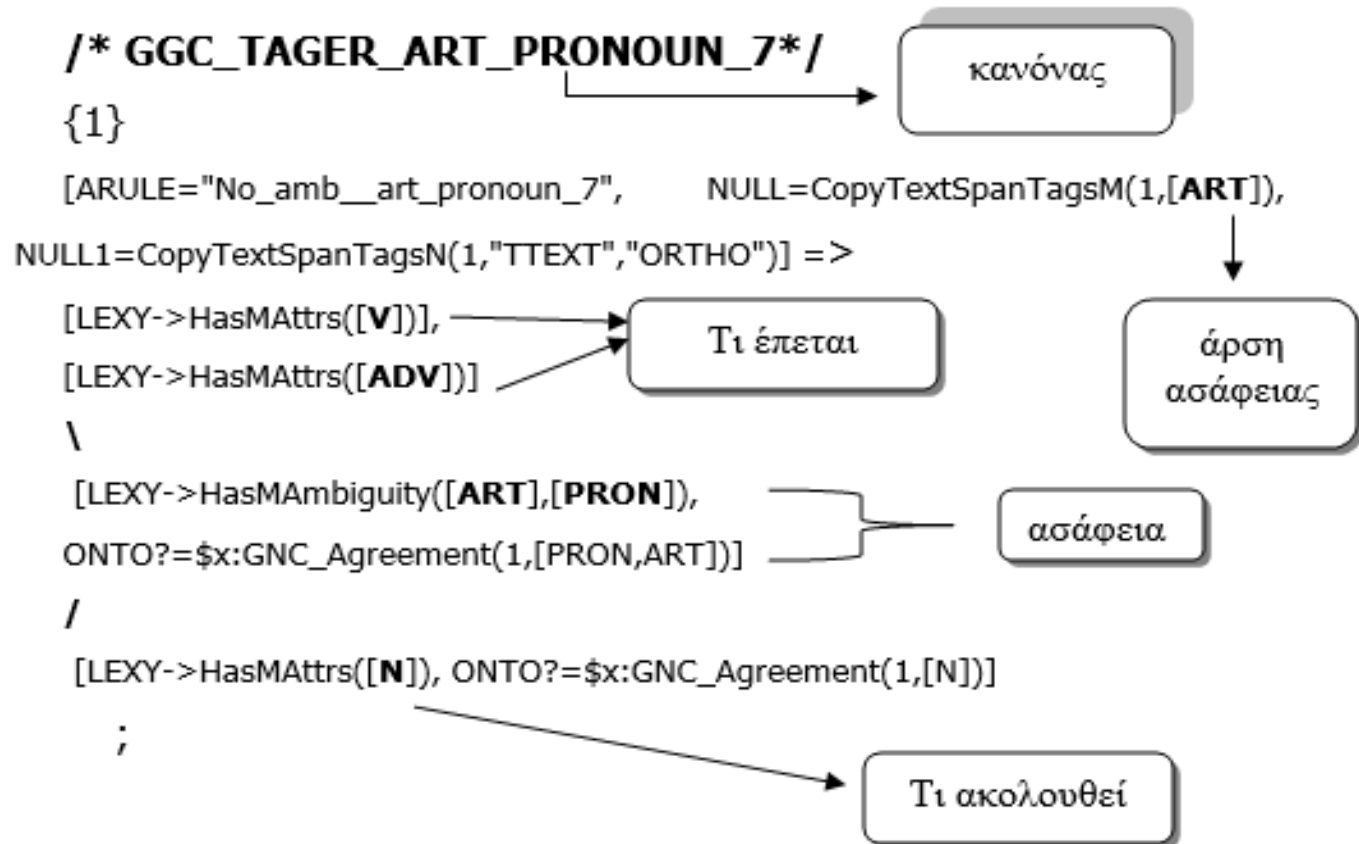 /* GGC_TAGER_ART_PRONOUN_7*/
κανόνας
{1}
[ARULE="No_amb__art_pronoun_7", NULL=CopyTextSpanTagsM(1,[ART]),
NULL1=CopyTextSpanTagsN(1,"TTEXT","ORTHO")] =>
[LEXY->HasMAttrs([V])],
Τι έπεται
άρση
ασάφειας
[LEXY->HasMAttrs([ADV])]
\
[LEXY->HasMAmbiguity([ART],[PRON]),
ασάφεια
ONTO?=$x:GNC_Agreement(1,[PRON,ART])]
/
[LEXY->HasMAttrs([N]), ONTO?=$x:GNC_Agreement(1,[N])]
;
Τι ακολουθεί